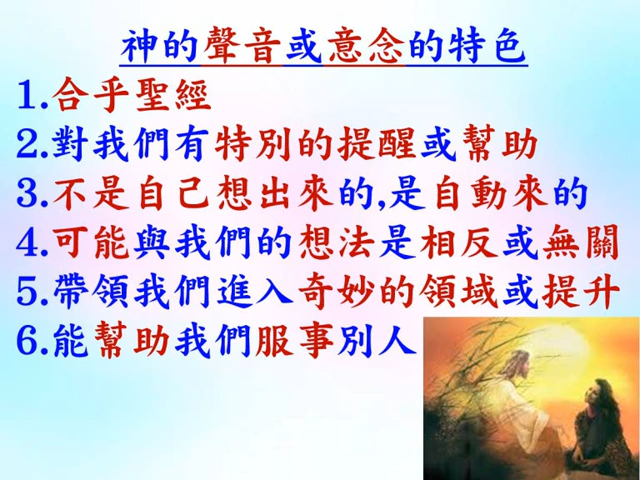 神的聲音或意念的特色
1.合乎聖經
2.對我們有特別的提醒或幫助
3.不是自己想出來的,是自動來的
4.可能與我們的想法是相反或無關
5.帶領我們進入奇妙的領域或提升
6.能幫助我們服事別人